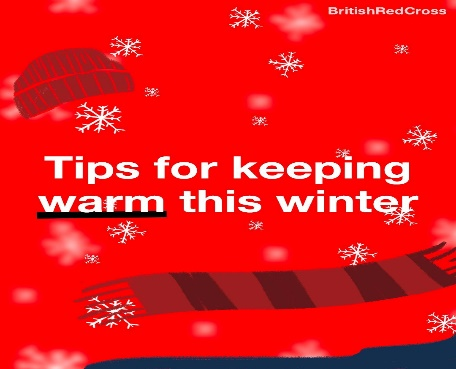 BritishRedCross
Tips for keeping
warm this winter